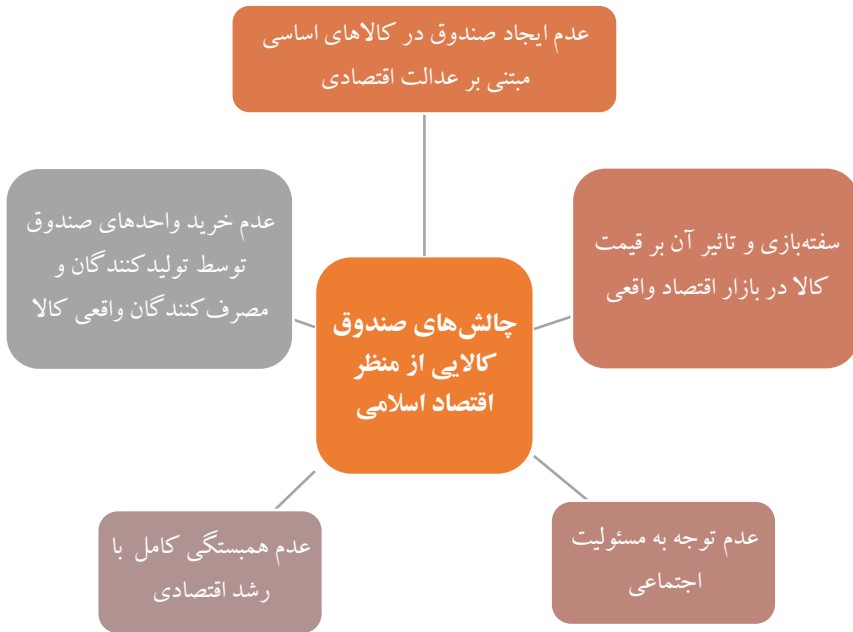 عدم ایجاد صندوق در کالاهای اساسی
مبتنی بر عدالت اقتصادی
سفته‌بازی و تاثیر آن بر قیمت
کالا در بازار اقتصاد واقعی
عدم خرید واحدهای صندوق
توسط تولیدکنندگان و
مصرف‌کنندگان واقعی کالا
چالش‌های صندوق
کالایی از منظر
اقتصاد اسلامی
عدم توجه به مسئولیت
اجتماعی
عدم همبستگی کامل با
رشد اقتصادی